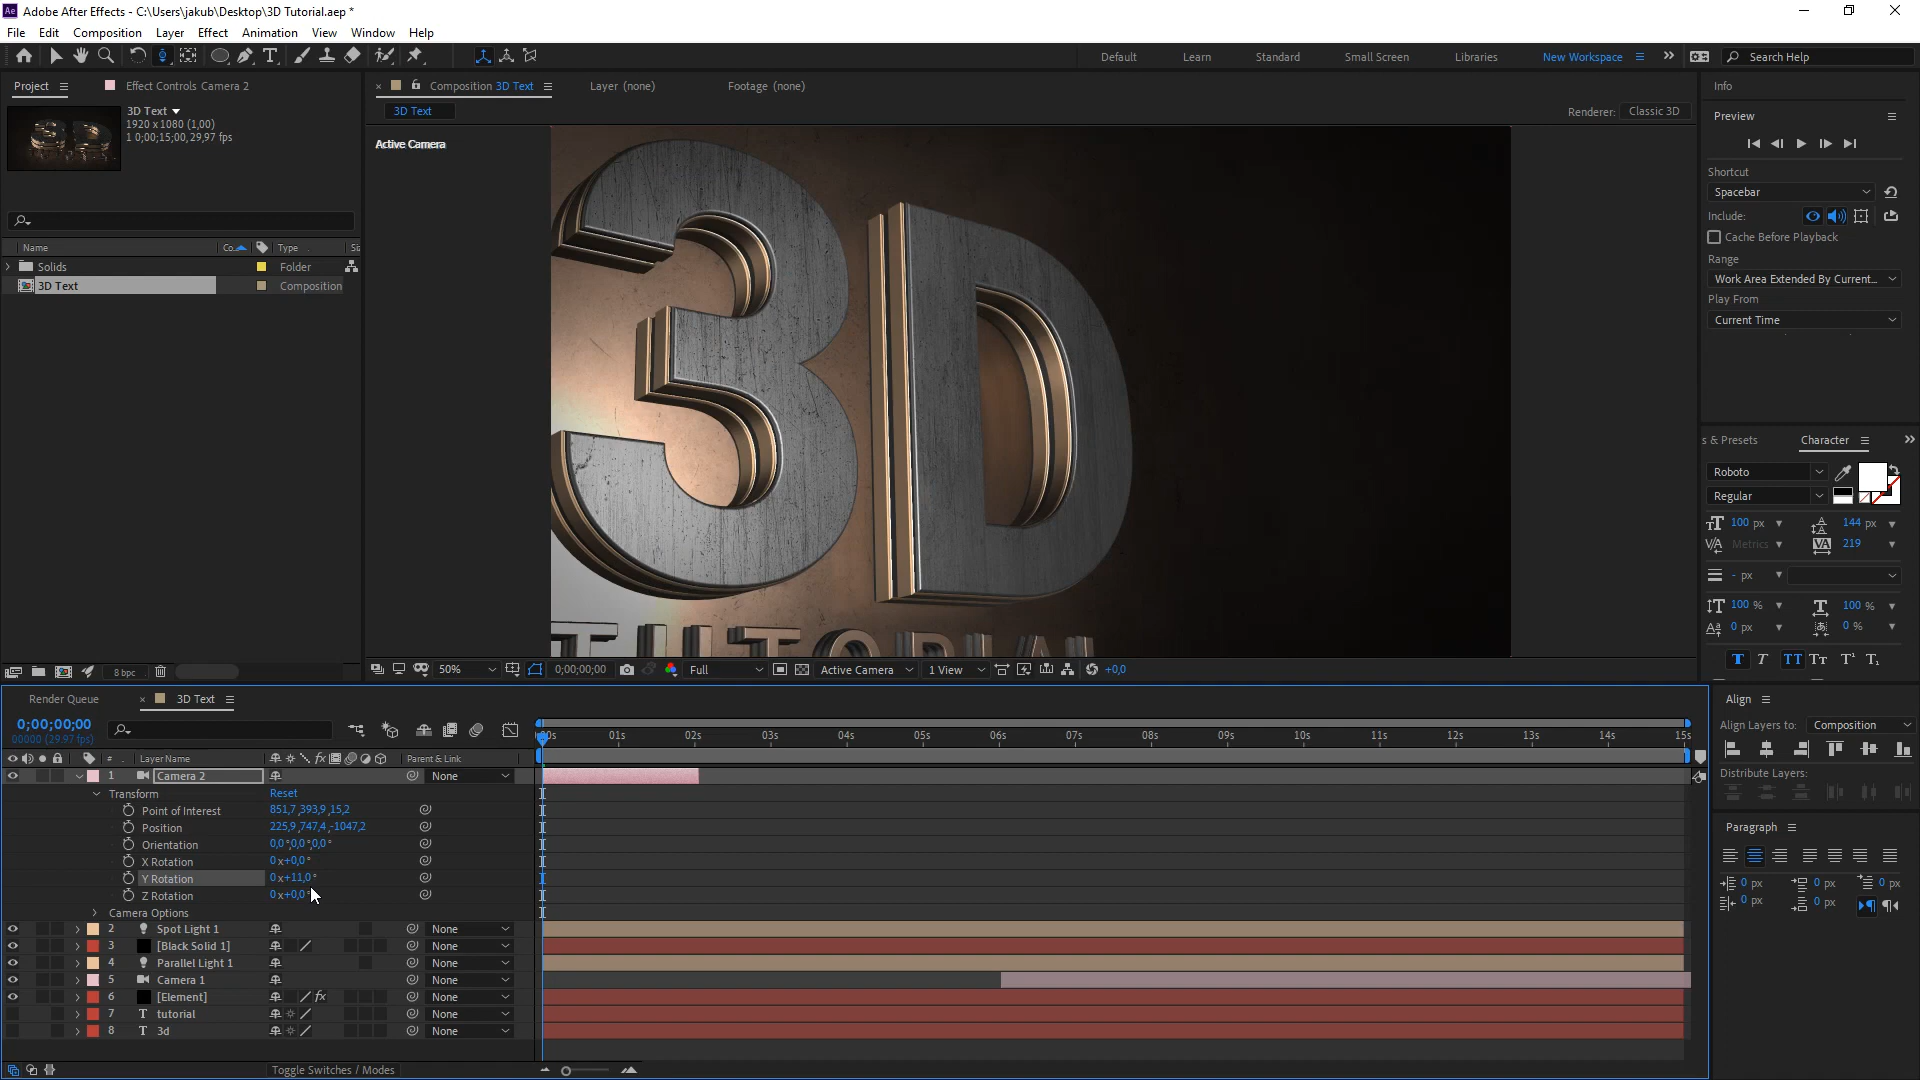 Adobe After Effects - C:\Users\jakub\Desktop\3D Tutorial.aep *
File Edit Composition Layer Effect Animation View Window Help
Default Learn Standard Small Screen Libraries New Workspace Search Help
Project Effect Controls Camera 2
3D Text
1920 x 1080 (1,00)
Δ 0;00;15;00, 29,97 fps
Name Co... Type Si
Solids Folder
3D Text Composition
8 bpc
Composition 3D Text Layer (none) Footage (none)
3D Text Renderer: Classic 3D
Active Camera
3D
TUTORIAL
50% 0;00;00;00 Full Active Camera 1 View +0,0
Info
Preview
Shortcut
Spacebar
Include:
Cache Before Playback
Range
Work Area Extended By Current...
Play From
Current Time
s & Presets Character
Roboto
Regular
100 px 144 px
Metrics 219
- px
100 % 100 %
0 px 0 %
T T TT Tt T¹ T₁
Render Queue 3D Text
0;00;00;00
00000 (29.97 fps)
# Layer Name Parent & Link
:00s 01s 02s 03s 04s 05s 06s 07s 08s 09s 10s 11s 12s 13s 14s 15s
1 Camera 2 None
Transform Reset
Point of Interest 851,7,393,9,15,2
Position 225,9,747,4,-1047,2
Orientation 0,0°,0,0°,0,0°
X Rotation 0x+0,0°
Y Rotation 0x+11,0°
Z Rotation 0x+0,0°
Camera Options
2 Spot Light 1 None
3 [Black Solid 1] None
4 Parallel Light 1 None
5 Camera 1 None
6 [Element] fx None
7 T tutorial None
8 T 3d None
Toggle Switches / Modes
Align
Align Layers to: Composition
Distribute Layers:
Paragraph
0 px 0 px 0 px
0 px 0 px